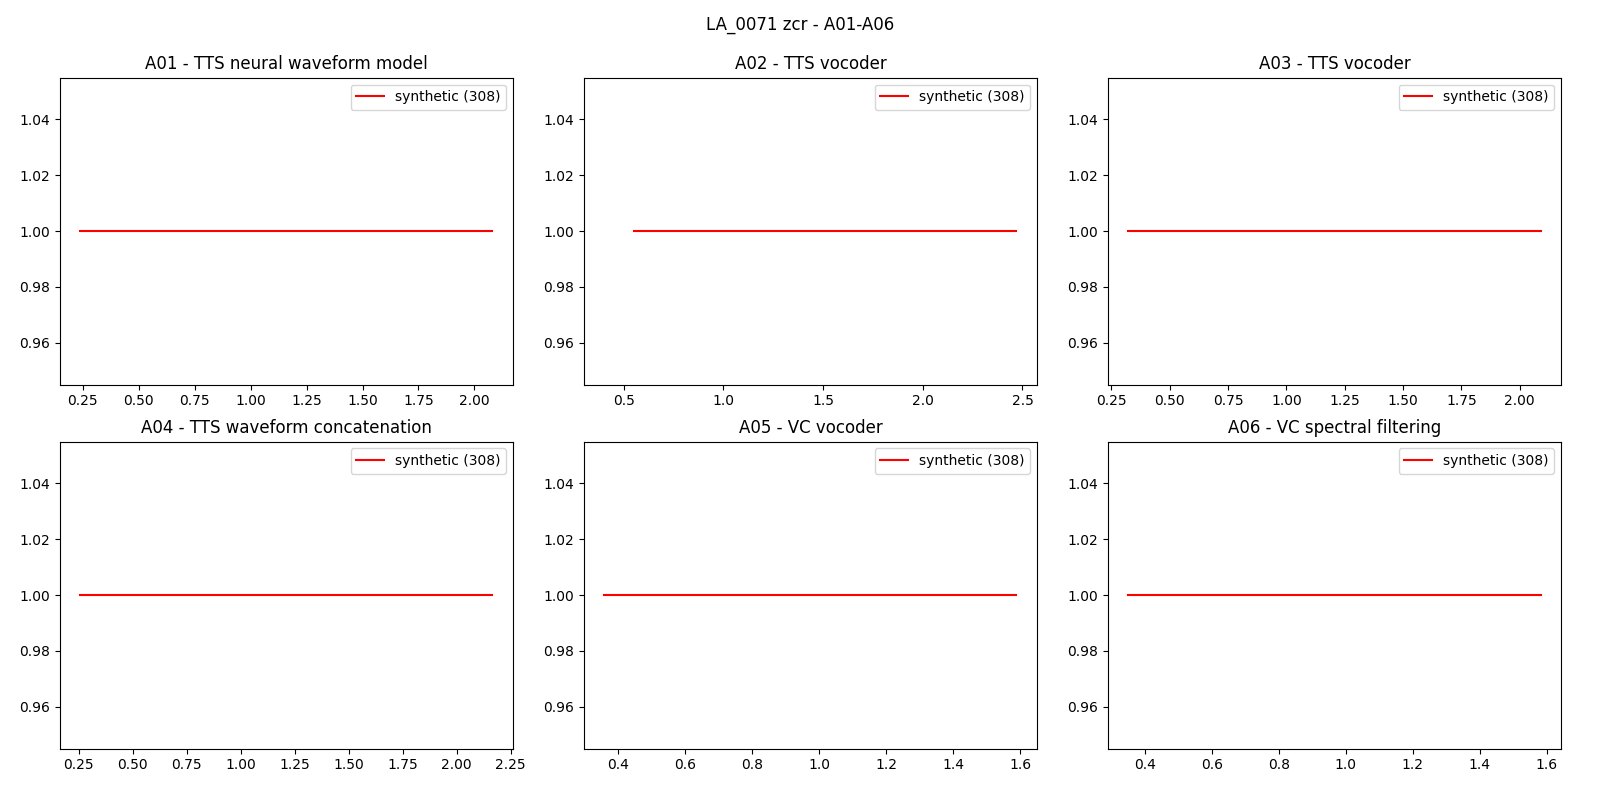 LA_0071 zcr - A01-A06
A01 - TTS neural waveform model
synthetic (308)
1.04
1.02
1.00
0.98
0.96
0.25 0.50 0.75 1.00 1.25 1.50 1.75 2.00
A02 - TTS vocoder
synthetic (308)
1.04
1.02
1.00
0.98
0.96
0.5 1.0 1.5 2.0 2.5
A03 - TTS vocoder
synthetic (308)
1.04
1.02
1.00
0.98
0.96
0.25 0.50 0.75 1.00 1.25 1.50 1.75 2.00
A04 - TTS waveform concatenation
synthetic (308)
1.04
1.02
1.00
0.98
0.96
0.25 0.50 0.75 1.00 1.25 1.50 1.75 2.00 2.25
A05 - VC vocoder
synthetic (308)
1.04
1.02
1.00
0.98
0.96
0.4 0.6 0.8 1.0 1.2 1.4 1.6
A06 - VC spectral filtering
synthetic (308)
1.04
1.02
1.00
0.98
0.96
0.4 0.6 0.8 1.0 1.2 1.4 1.6